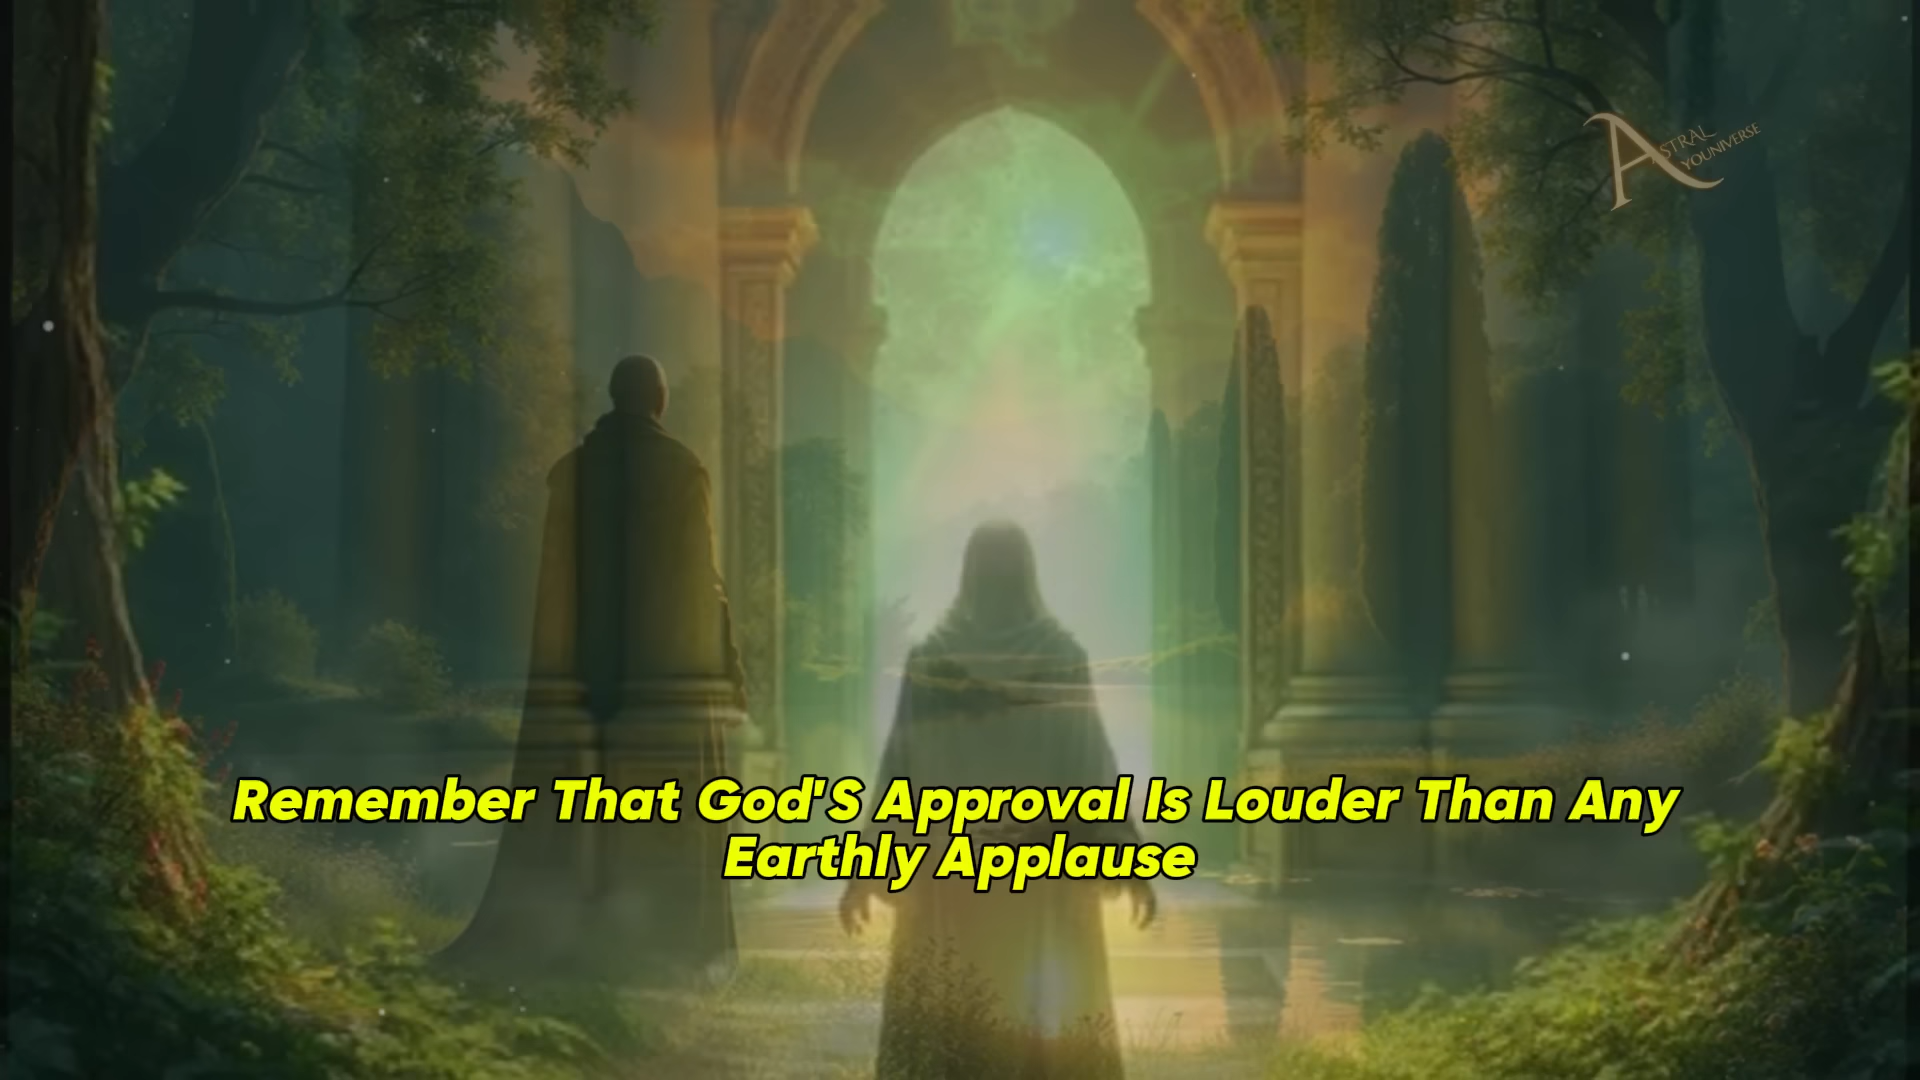 ASTRAL
YOUNIVERSE
Remember That God'S Approval Is Louder Than Any
Earthly Applause